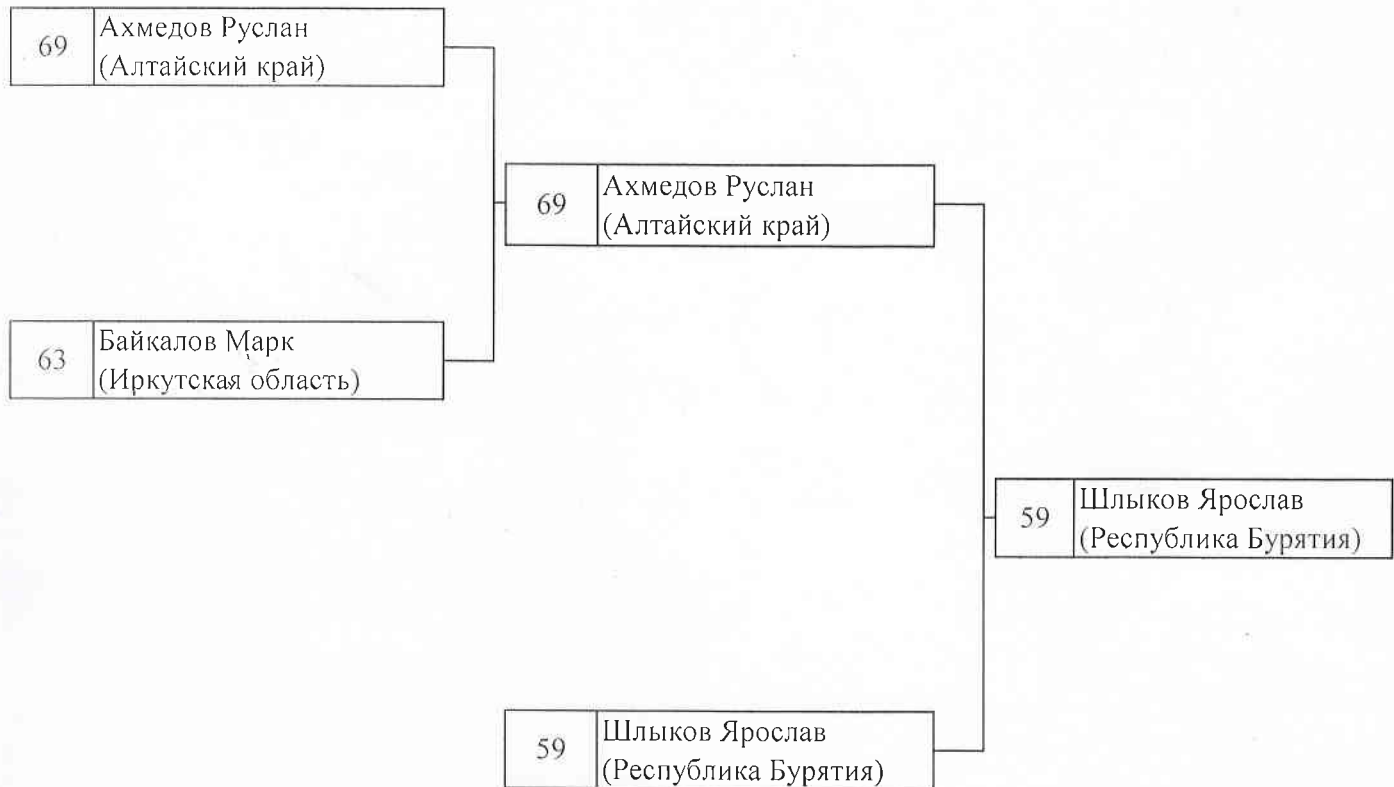 69
Ахмедов Руслан
(Алтайский край)
69
Ахмедов Руслан
(Алтайский край)
63
Байкалов Марк
(Иркутская область)
59
Шлыков Ярослав
(Республика Бурятия)
59
Шлыков Ярослав
(Республика Бурятия)